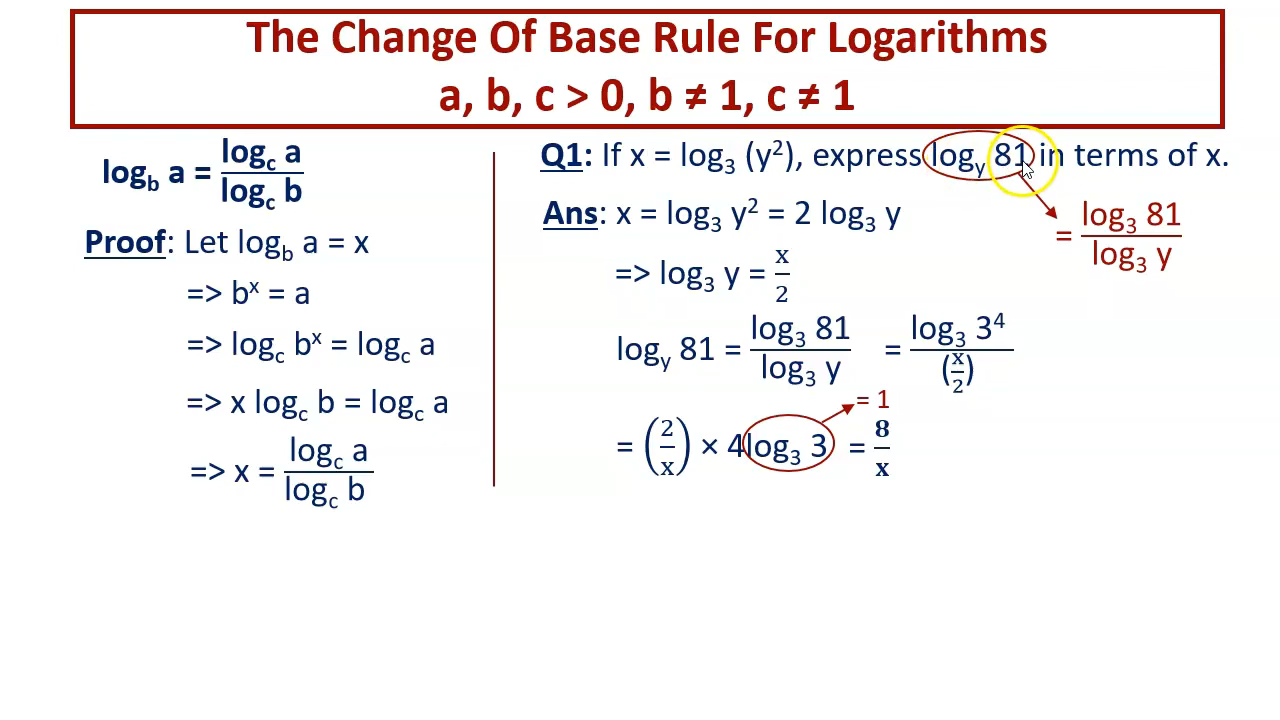 The Change Of Base Rule For Logarithms
a, b, c > 0, b ≠ 1, c ≠ 1
log_b a = log_c a / log_c b
Proof: Let log_b a = x
=> b^x = a
=> log_c b^x = log_c a
=> x log_c b = log_c a
=> x = log_c a / log_c b
Q1: If x = log_3 (y^2), express log_y 81 in terms of x.
= log_3 81 / log_3 y
Ans: x = log_3 y^2 = 2 log_3 y
=> log_3 y = x/2
log_y 81 = log_3 81 / log_3 y = log_3 3^4 / (x/2)
= (2/x) × 4log_3 3 = 8/x
= 1